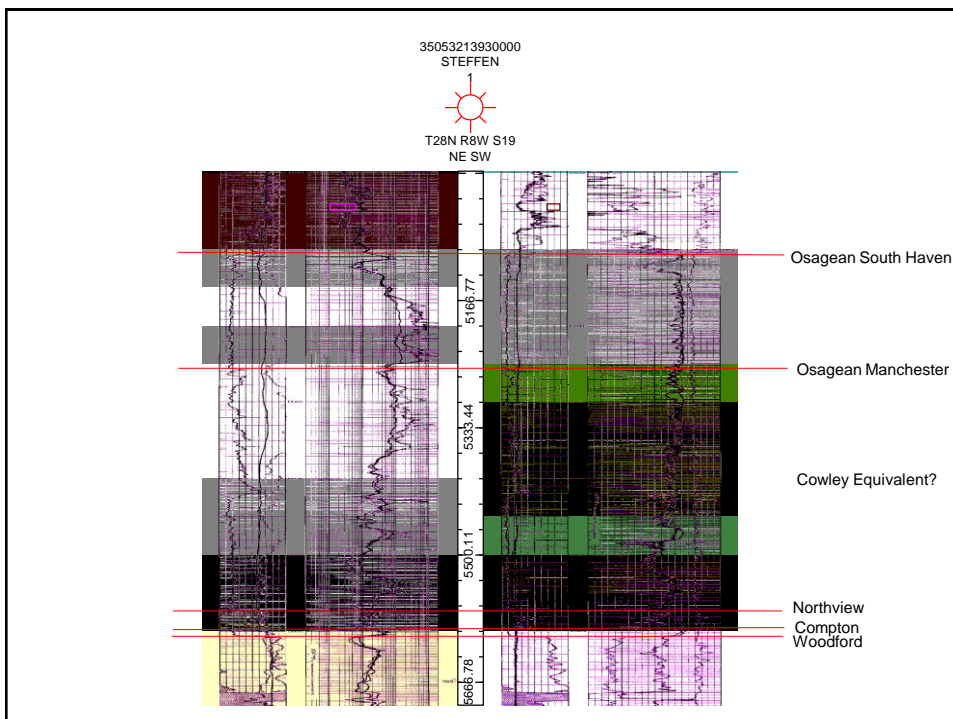 35053213930000
STEFFEN
1
T28N R8W S19
NE SW
Osagean South Haven
5166.77
Osagean Manchester
5333.44
Cowley Equivalent?
5500.11
Northview
Compton
Woodford
5666.78